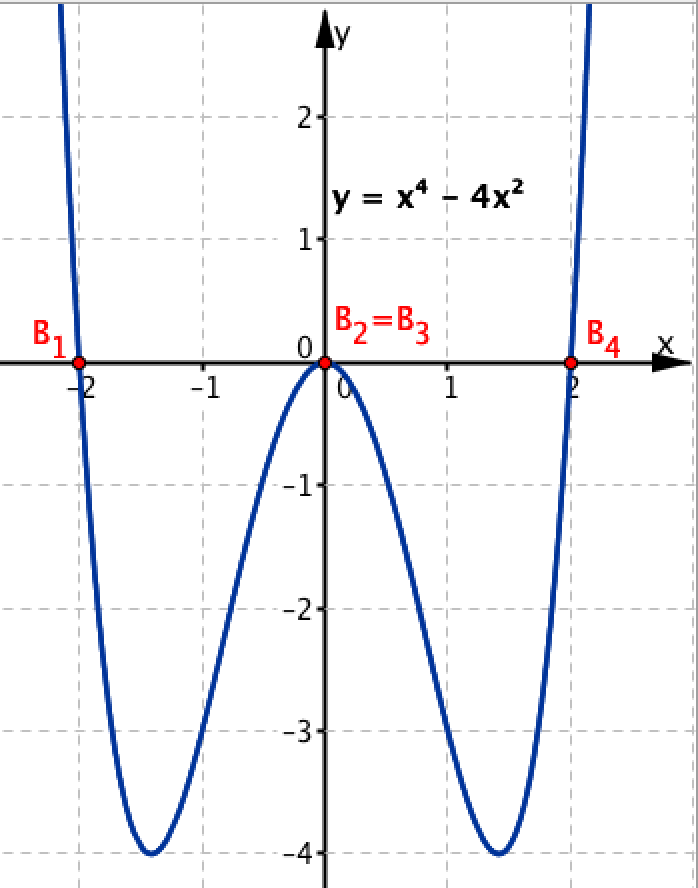 y
2
y = x⁴ – 4x²
1
B₁
B₂=B₃
B₄
0
x
–2
–1
0
1
2
–1
–2
–3
–4